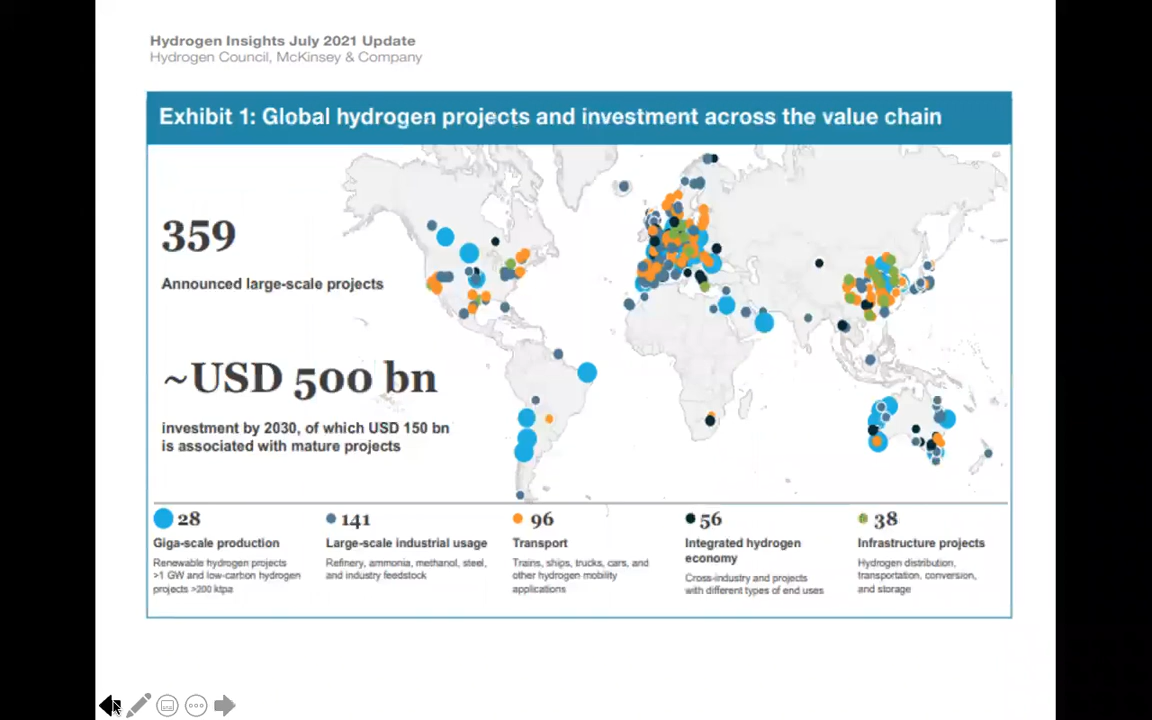 Hydrogen Insights July 2021 Update
Hydrogen Council, McKinsey & Company
Exhibit 1: Global hydrogen projects and investment across the value chain
359
Announced large-scale projects
~USD 500 bn
investment by 2030, of which USD 150 bn
is associated with mature projects
28
Giga-scale production
Renewable hydrogen projects
>1 GW and low-carbon hydrogen
projects >200 ktpa
141
Large-scale industrial usage
Refinery, ammonia, methanol, steel,
and industry feedstock
96
Transport
Trains, ships, trucks, cars, and
other hydrogen mobility
applications
56
Integrated hydrogen
economy
Cross-industry and projects
with different types of end uses
38
Infrastructure projects
Hydrogen distribution,
transportation, conversion,
and storage